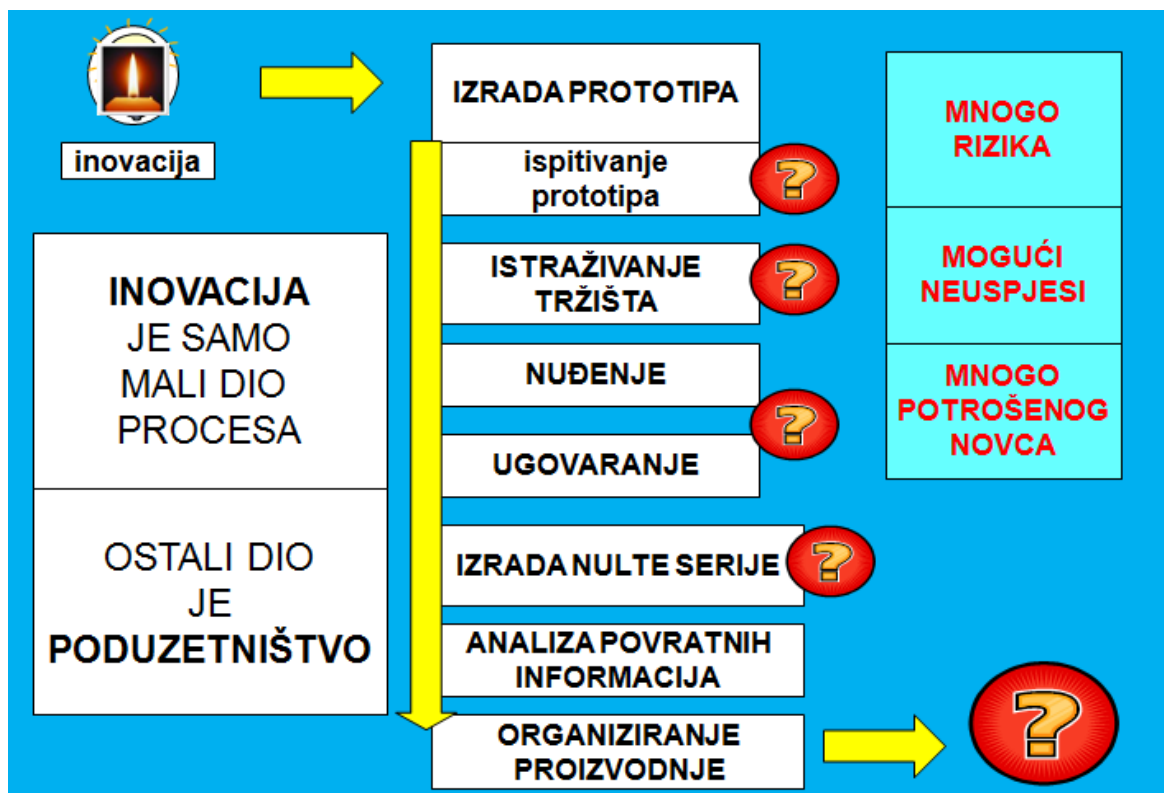 inovacija
INOVACIJA
JE SAMO
MALI DIO
PROCESA
OSTALI DIO
JE
PODUZETNIŠTVO
IZRADA PROTOTIPA
ispitivanje
prototipa
?
ISTRAŽIVANJE
TRŽIŠTA
?
NUĐENJE
?
UGOVARANJE
IZRADA NULTE SERIJE
?
ANALIZA POVRATNIH
INFORMACIJA
ORGANIZIRANJE
PROIZVODNJE
?
MNOGO
RIZIKA
MOGUĆI
NEUSPJESI
MNOGO
POTROŠENOG
NOVCA